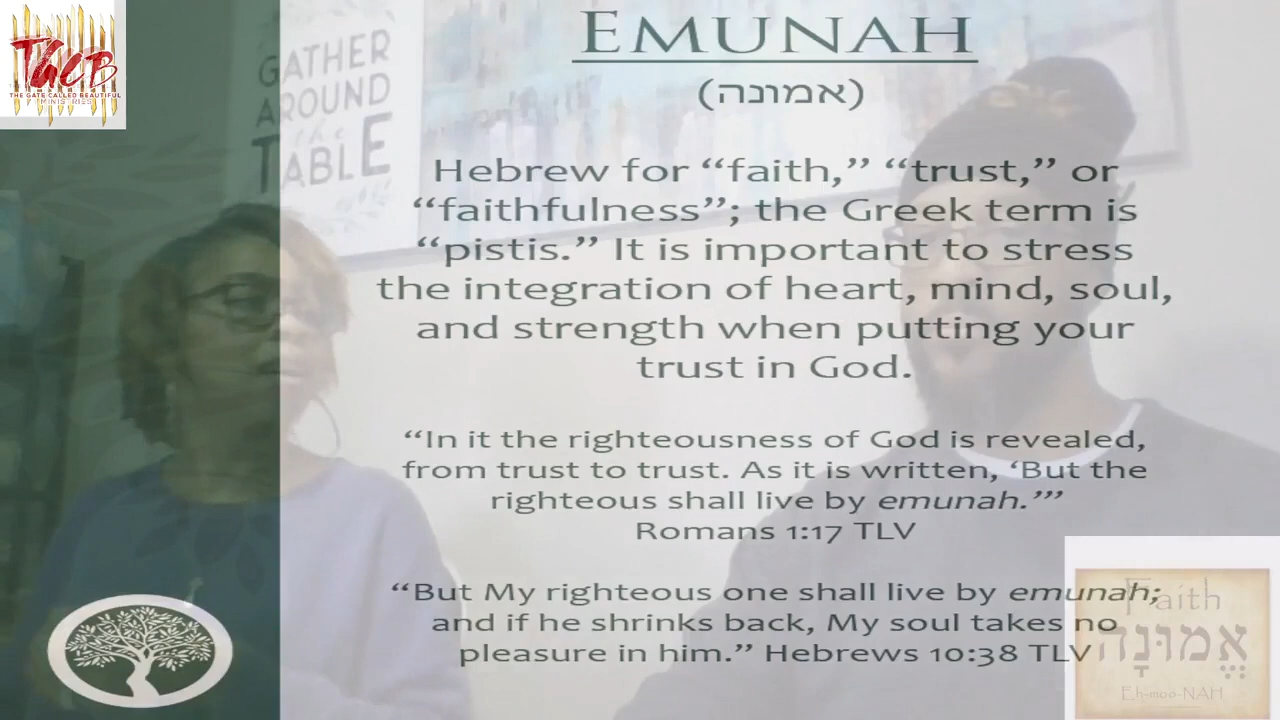 TGCB
THE GATE CALLED BEAUTIFUL
MINISTRIES
GATHER
AROUND
the
TABLE
EMUNAH
(אמונה)
Hebrew for “faith,” “trust,” or
“faithfulness”; the Greek term is
“pistis.” It is important to stress
the integration of heart, mind, soul,
and strength when putting your
trust in God.
“In it the righteousness of God is revealed,
from trust to trust. As it is written, ‘But the
righteous shall live by emunah.’”
Romans 1:17 TLV
“But My righteous one shall live by emunah;
and if he shrinks back, My soul takes no
pleasure in him.” Hebrews 10:38 TLV
Faith
אֱמוּנָה
Eh-moo-NAH